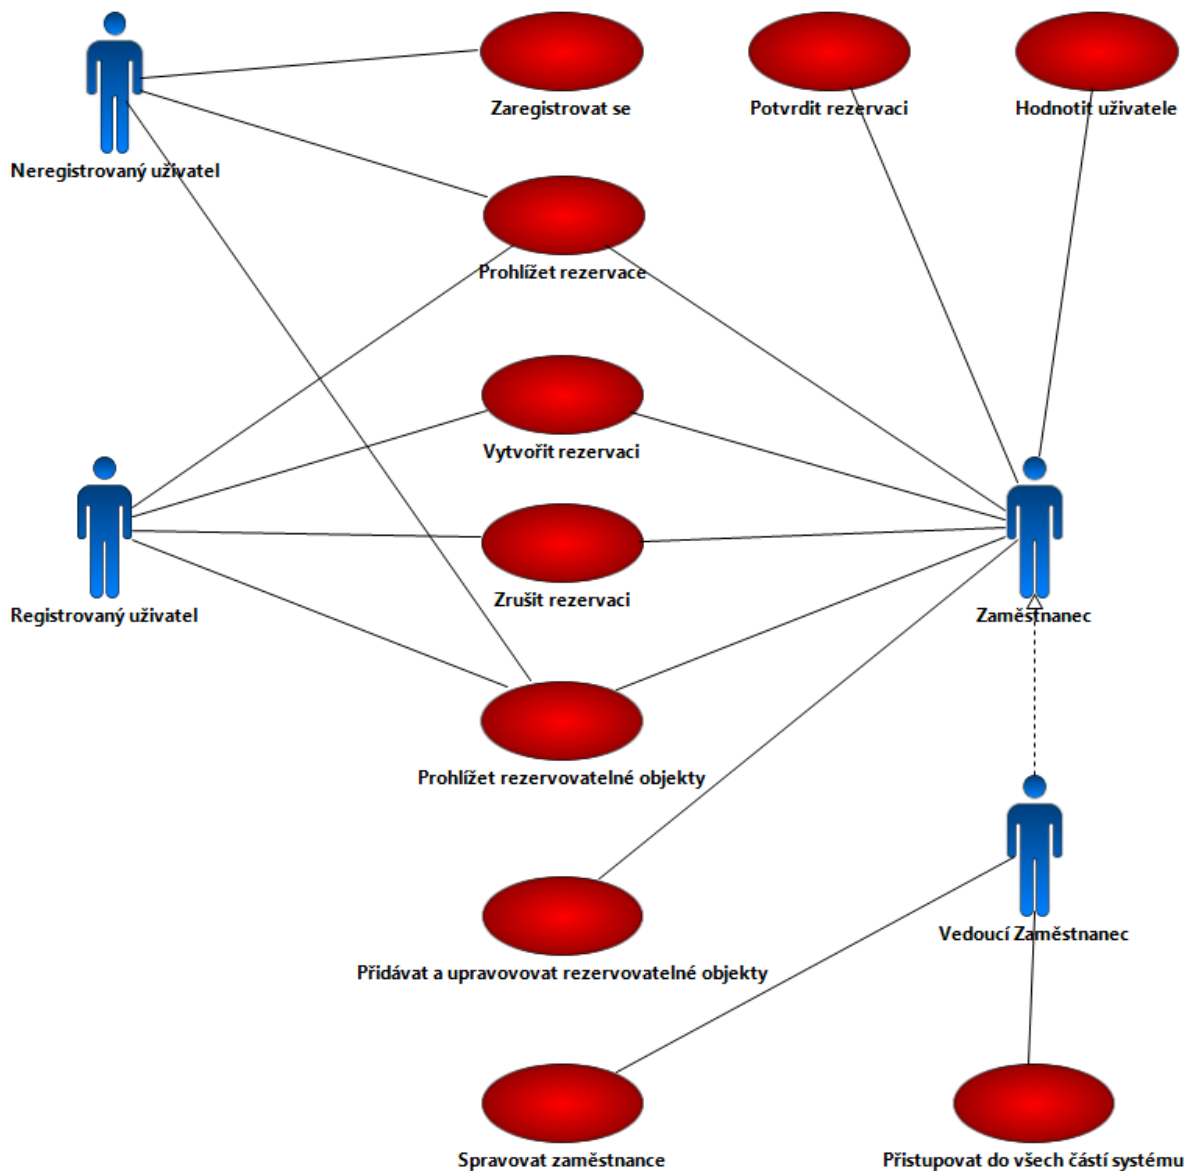 Zaregistrovat se
Potvrdit rezervaci
Hodnotit uživatele
Neregistrovaný uživatel
Prohlížet rezervace
Vytvořit rezervaci
Zrušit rezervaci
Registrovaný uživatel
Zaměstnanec
Prohlížet rezervovatelné objekty
Vedoucí Zaměstnanec
Přidávat a upravovovat rezervovatelné objekty
Spravovat zaměstnance
Přistupovat do všech částí systému